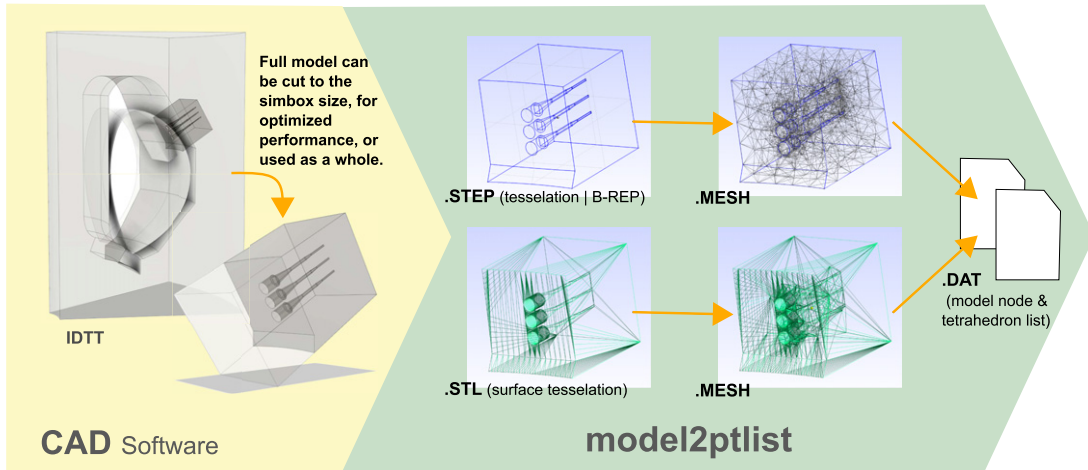 Full model can
be cut to the
simbox size, for
optimized
performance, or
used as a whole.
IDTT
CAD Software
.STEP (tesselation | B-REP)
.MESH
.STL (surface tesselation)
.MESH
.DAT
(model node &
tetrahedron list)
model2ptlist